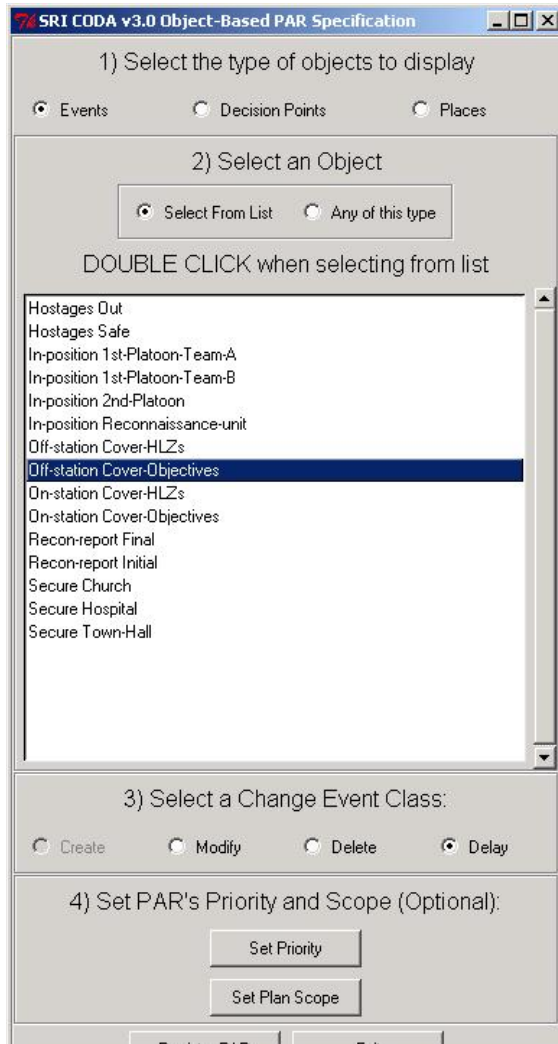 SRI CODA v3.0 Object-Based PAR Specification
1) Select the type of objects to display
Events Decision Points Places
2) Select an Object
Select From List Any of this type
DOUBLE CLICK when selecting from list
Hostages Out
Hostages Safe
In-position 1st-Platoon-Team-A
In-position 1st-Platoon-Team-B
In-position 2nd-Platoon
In-position Reconnaissance-unit
Off-station Cover-HLZs
Off-station Cover-Objectives
On-station Cover-HLZs
On-station Cover-Objectives
Recon-report Final
Recon-report Initial
Secure Church
Secure Hospital
Secure Town-Hall
3) Select a Change Event Class:
Create Modify Delete Delay
4) Set PAR's Priority and Scope (Optional):
Set Priority
Set Plan Scope